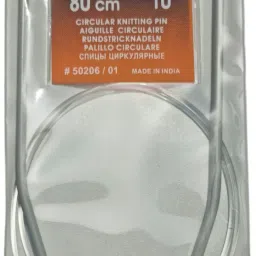 80 cm 10
CIRCULAR KNITTING PIN
AIGUILLE CIRCULAIRE
RUNDSTRICKNADELN
PALILLO CIRCULARE
СПИЦЫ ЦИРКУЛЯРНЫЕ
# 50206 / 01 MADE IN INDIA